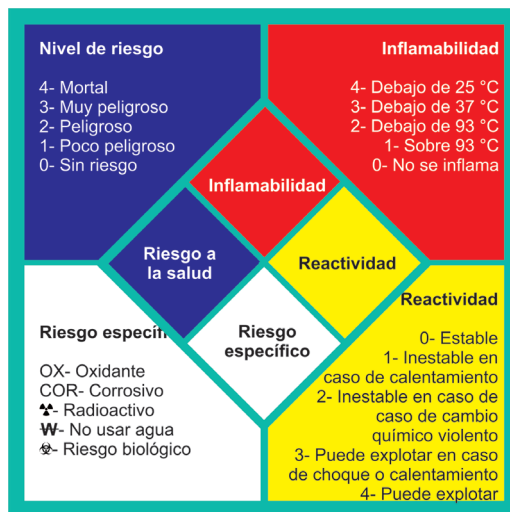 Nivel de riesgo
4- Mortal
3- Muy peligroso
2- Peligroso
1- Poco peligroso
0- Sin riesgo
Inflamabilidad
4- Debajo de 25 °C
3- Debajo de 37 °C
2- Debajo de 93 °C
1- Sobre 93 °C
0- No se inflama
Inflamabilidad
Riesgo a
la salud
Reactividad
Riesgo
específico
Riesgo específi
OX- Oxidante
COR- Corrosivo
☢- Radioactivo
W- No usar agua
☣- Riesgo biológico
Reactividad
0- Estable
1- Inestable en
caso de calentamiento
2- Inestable en caso de
caso de cambio
químico violento
3- Puede explotar en caso
de choque o calentamiento
4- Puede explotar